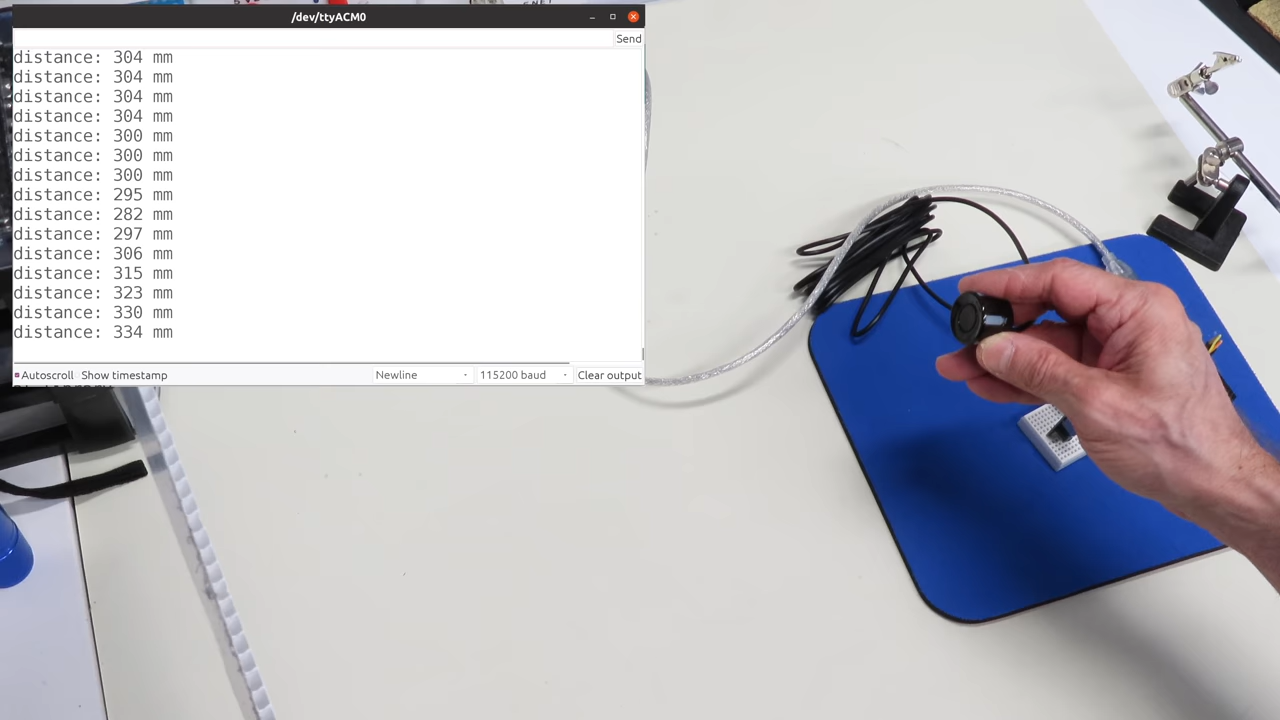 /dev/ttyACM0
Send
distance: 304 mm
distance: 304 mm
distance: 304 mm
distance: 304 mm
distance: 300 mm
distance: 300 mm
distance: 300 mm
distance: 295 mm
distance: 282 mm
distance: 297 mm
distance: 306 mm
distance: 315 mm
distance: 323 mm
distance: 330 mm
distance: 334 mm
Autoscroll Show timestamp Newline 115200 baud Clear output